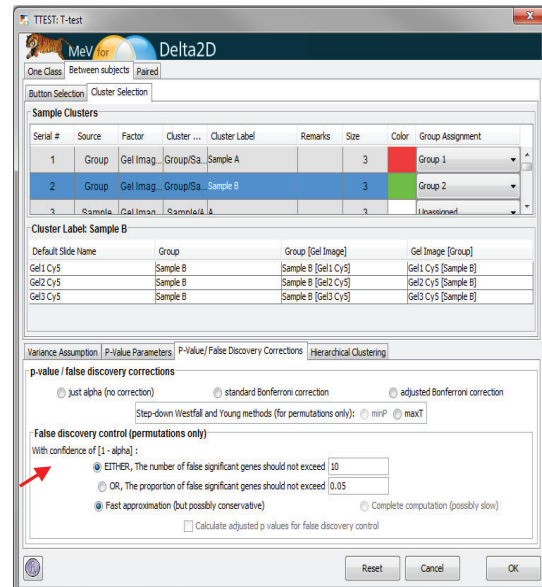 TTEST: T-test
MeV for Delta2D
One Class Between subjects Paired
Button Selection Cluster Selection
Sample Clusters
Serial # Source Factor Cluster ... Cluster Label Remarks Size Color Group Assignment
1 Group Gel Imag... Group/Sa... Sample A 3 Group 1
2 Group Gel Imag... Group/Sa... Sample B 3 Group 2
3 Sample Gel Imag Sample/A A 3 Unassigned
Cluster Label: Sample B
Default Slide Name Group Group [Gel Image] Gel Image [Group]
Gel1 Cy5 Sample B Sample B [Gel1 Cy5] Gel1 Cy5 [Sample B]
Gel2 Cy5 Sample B Sample B [Gel2 Cy5] Gel2 Cy5 [Sample B]
Gel3 Cy5 Sample B Sample B [Gel3 Cy5] Gel3 Cy5 [Sample B]
Variance Assumption P-Value Parameters P-Value/ False Discovery Corrections Hierarchical Clustering
p-value / false discovery corrections
just alpha (no correction) standard Bonferroni correction adjusted Bonferroni correction
Step-down Westfall and Young methods (for permutations only): minP maxT
False discovery control (permutations only)
With confidence of [1 - alpha] :
EITHER, The number of false significant genes should not exceed 10
OR, The proportion of false significant genes should not exceed 0.05
Fast approximation (but possibly conservative) Complete computation (possibly slow)
Calculate adjusted p values for false discovery control
Reset Cancel OK